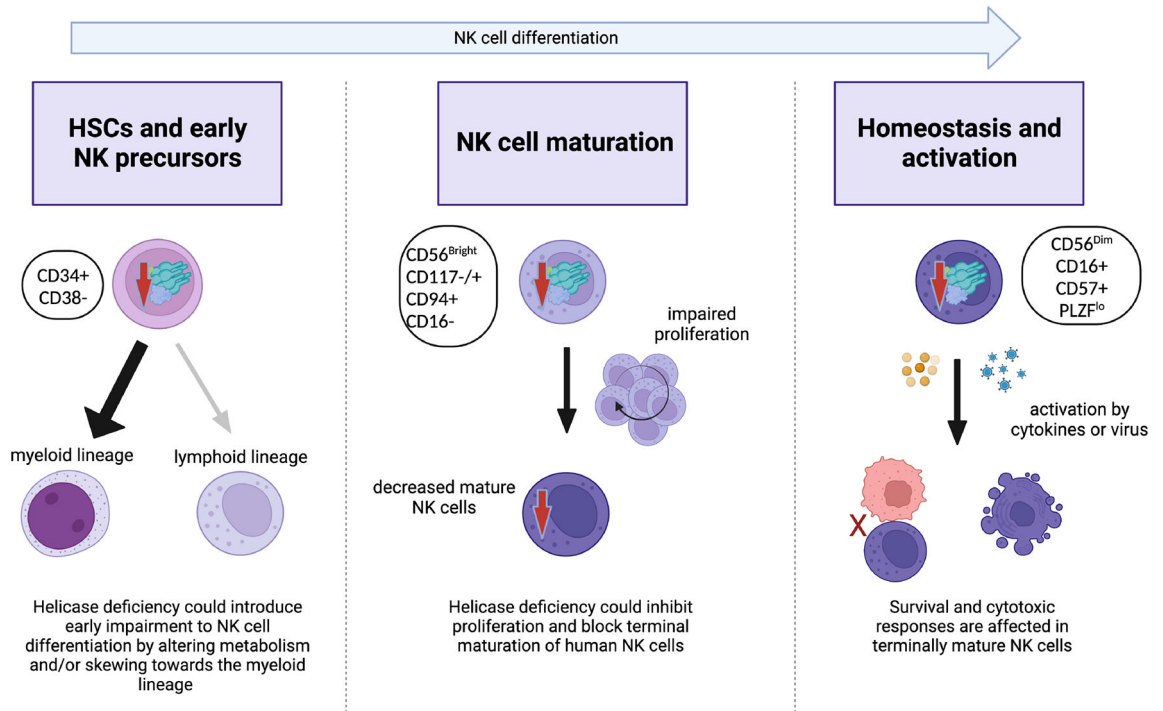 NK cell differentiation
HSCs and early
NK precursors
CD34+
CD38-
myeloid lineage
lymphoid lineage
Helicase deficiency could introduce
early impairment to NK cell
differentiation by altering metabolism
and/or skewing towards the myeloid
lineage
NK cell maturation
CD56Bright
CD117-/+
CD94+
CD16-
impaired
proliferation
decreased mature
NK cells
Helicase deficiency could inhibit
proliferation and block terminal
maturation of human NK cells
Homeostasis and
activation
CD56Dim
CD16+
CD57+
PLZFlo
activation by
cytokines or virus
X
Survival and cytotoxic
responses are affected in
terminally mature NK cells